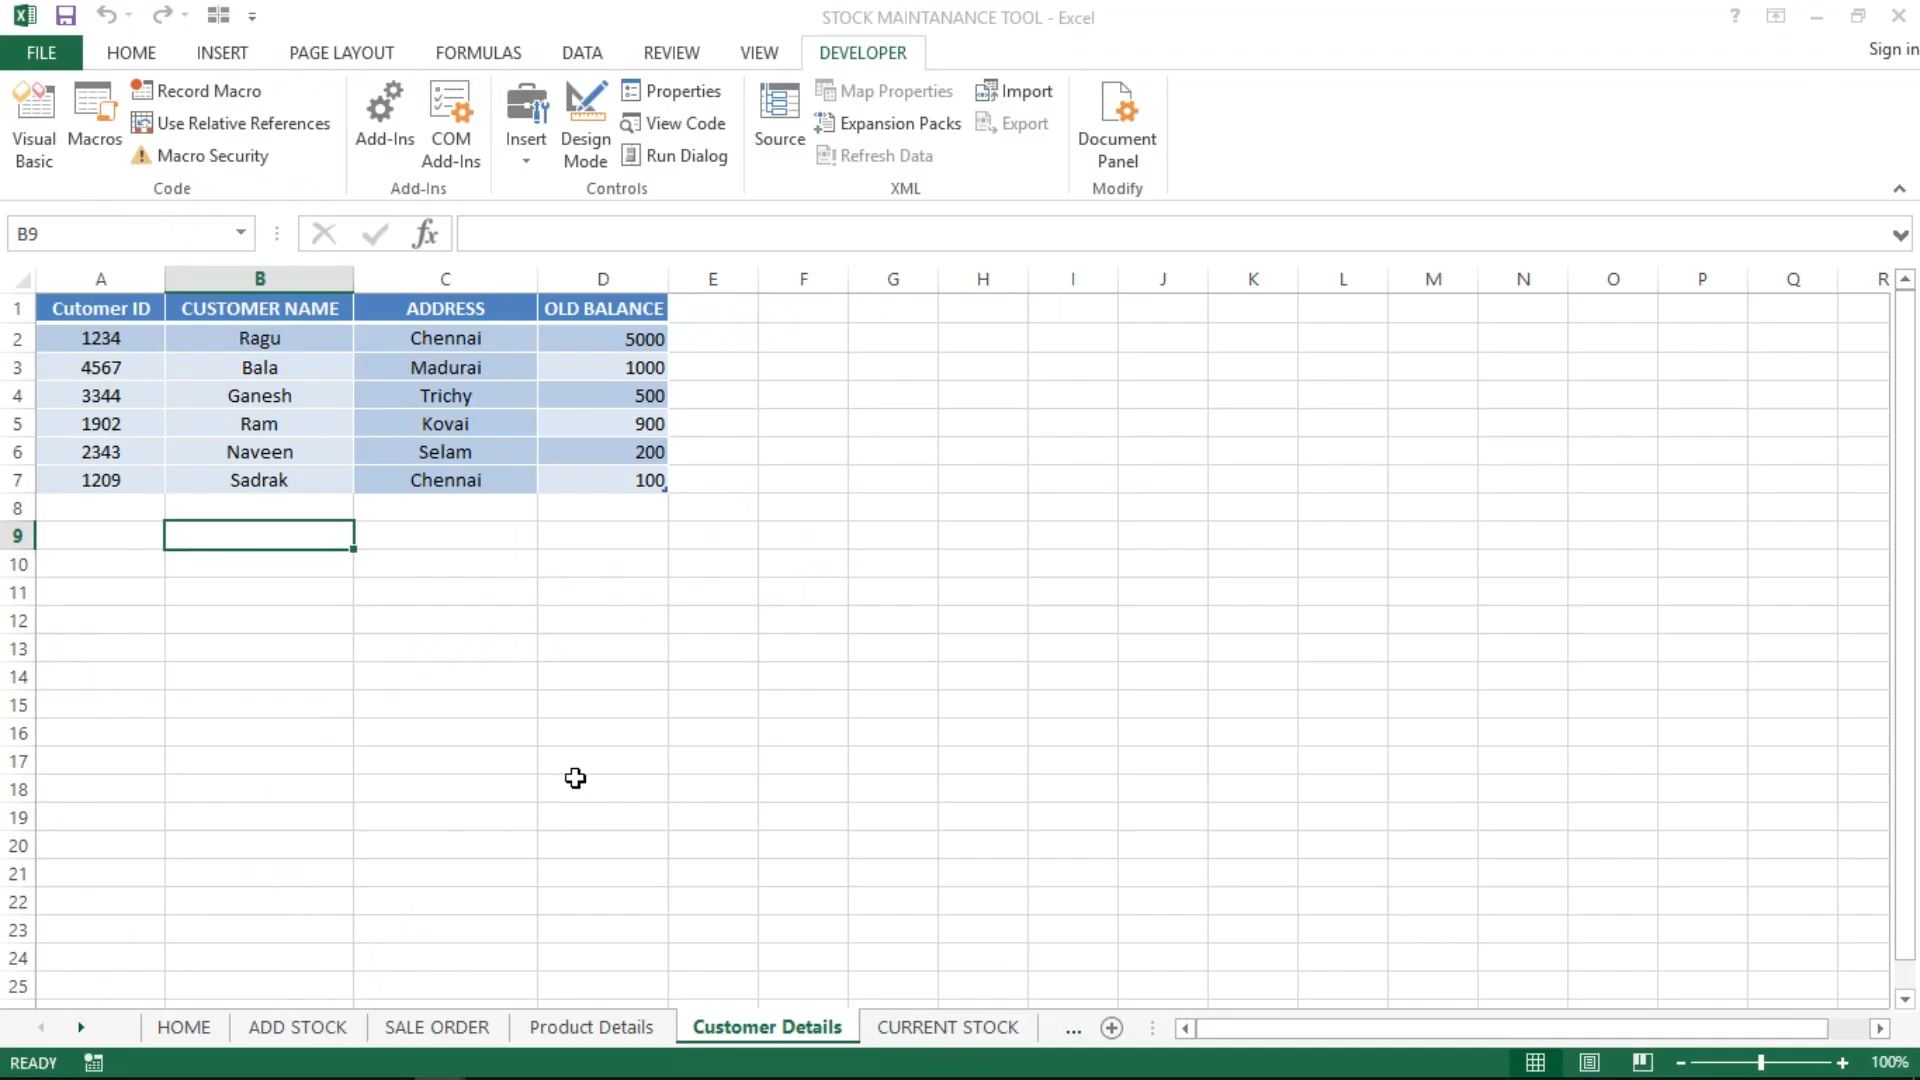 STOCK MAINTANANCE TOOL - Excel
?
FILE HOME INSERT PAGE LAYOUT FORMULAS DATA REVIEW VIEW DEVELOPER Sign in
Visual Basic
Macros
Record Macro
Use Relative References
Macro Security
Code
Add-Ins
COM Add-Ins
Add-Ins
Insert
Design Mode
Properties
View Code
Run Dialog
Controls
Source
Map Properties
Expansion Packs
Refresh Data
Import
Export
XML
Document Panel
Modify
B9
fx
A B C D E F G H I J K L M N O P Q R
1 Cutomer ID CUSTOMER NAME ADDRESS OLD BALANCE
2 1234 Ragu Chennai 5000
3 4567 Bala Madurai 1000
4 3344 Ganesh Trichy 500
5 1902 Ram Kovai 900
6 2343 Naveen Selam 200
7 1209 Sadrak Chennai 100
8
9
10
11
12
13
14
15
16
17
18
19
20
21
22
23
24
25
HOME ADD STOCK SALE ORDER Product Details Customer Details CURRENT STOCK ...
READY 100%